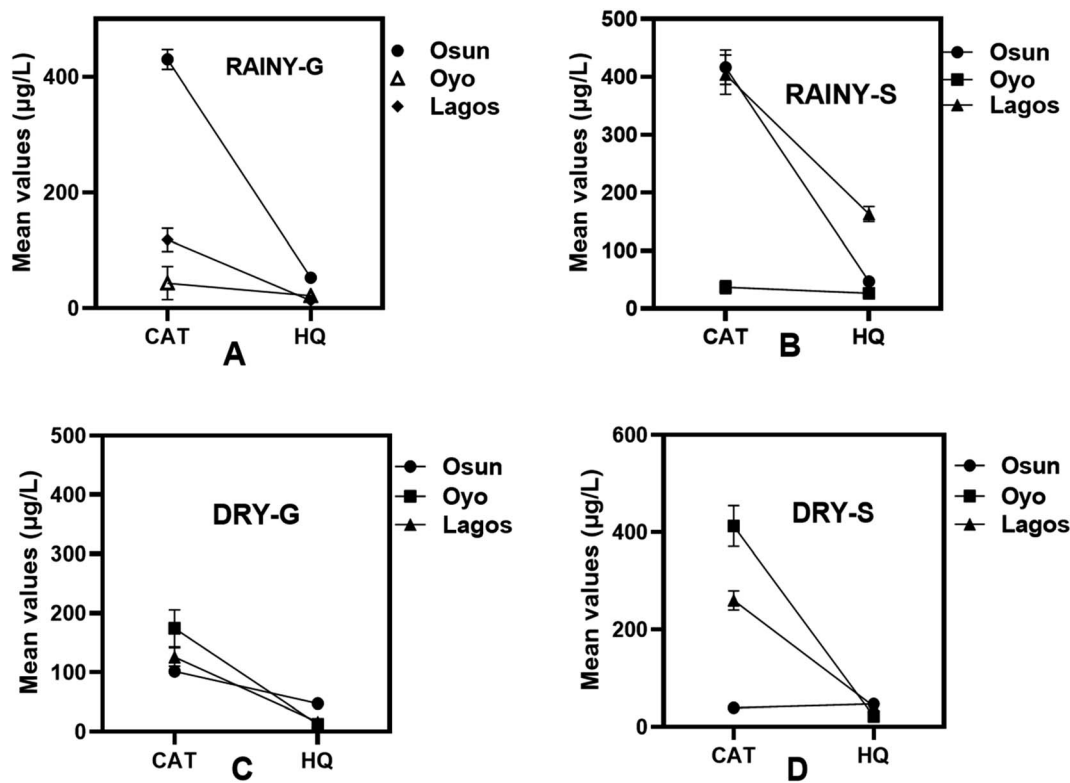 Mean values (µg/L)
400
200
0
RAINY-G
CAT
HQ
A
Osun
Oyo
Lagos
Mean values (µg/L)
500
400
300
200
100
0
RAINY-S
CAT
HQ
B
Osun
Oyo
Lagos
Mean values (µg/L)
500
400
300
200
100
0
DRY-G
CAT
HQ
C
Osun
Oyo
Lagos
Mean values (µg/L)
600
400
200
0
DRY-S
CAT
HQ
D
Osun
Oyo
Lagos